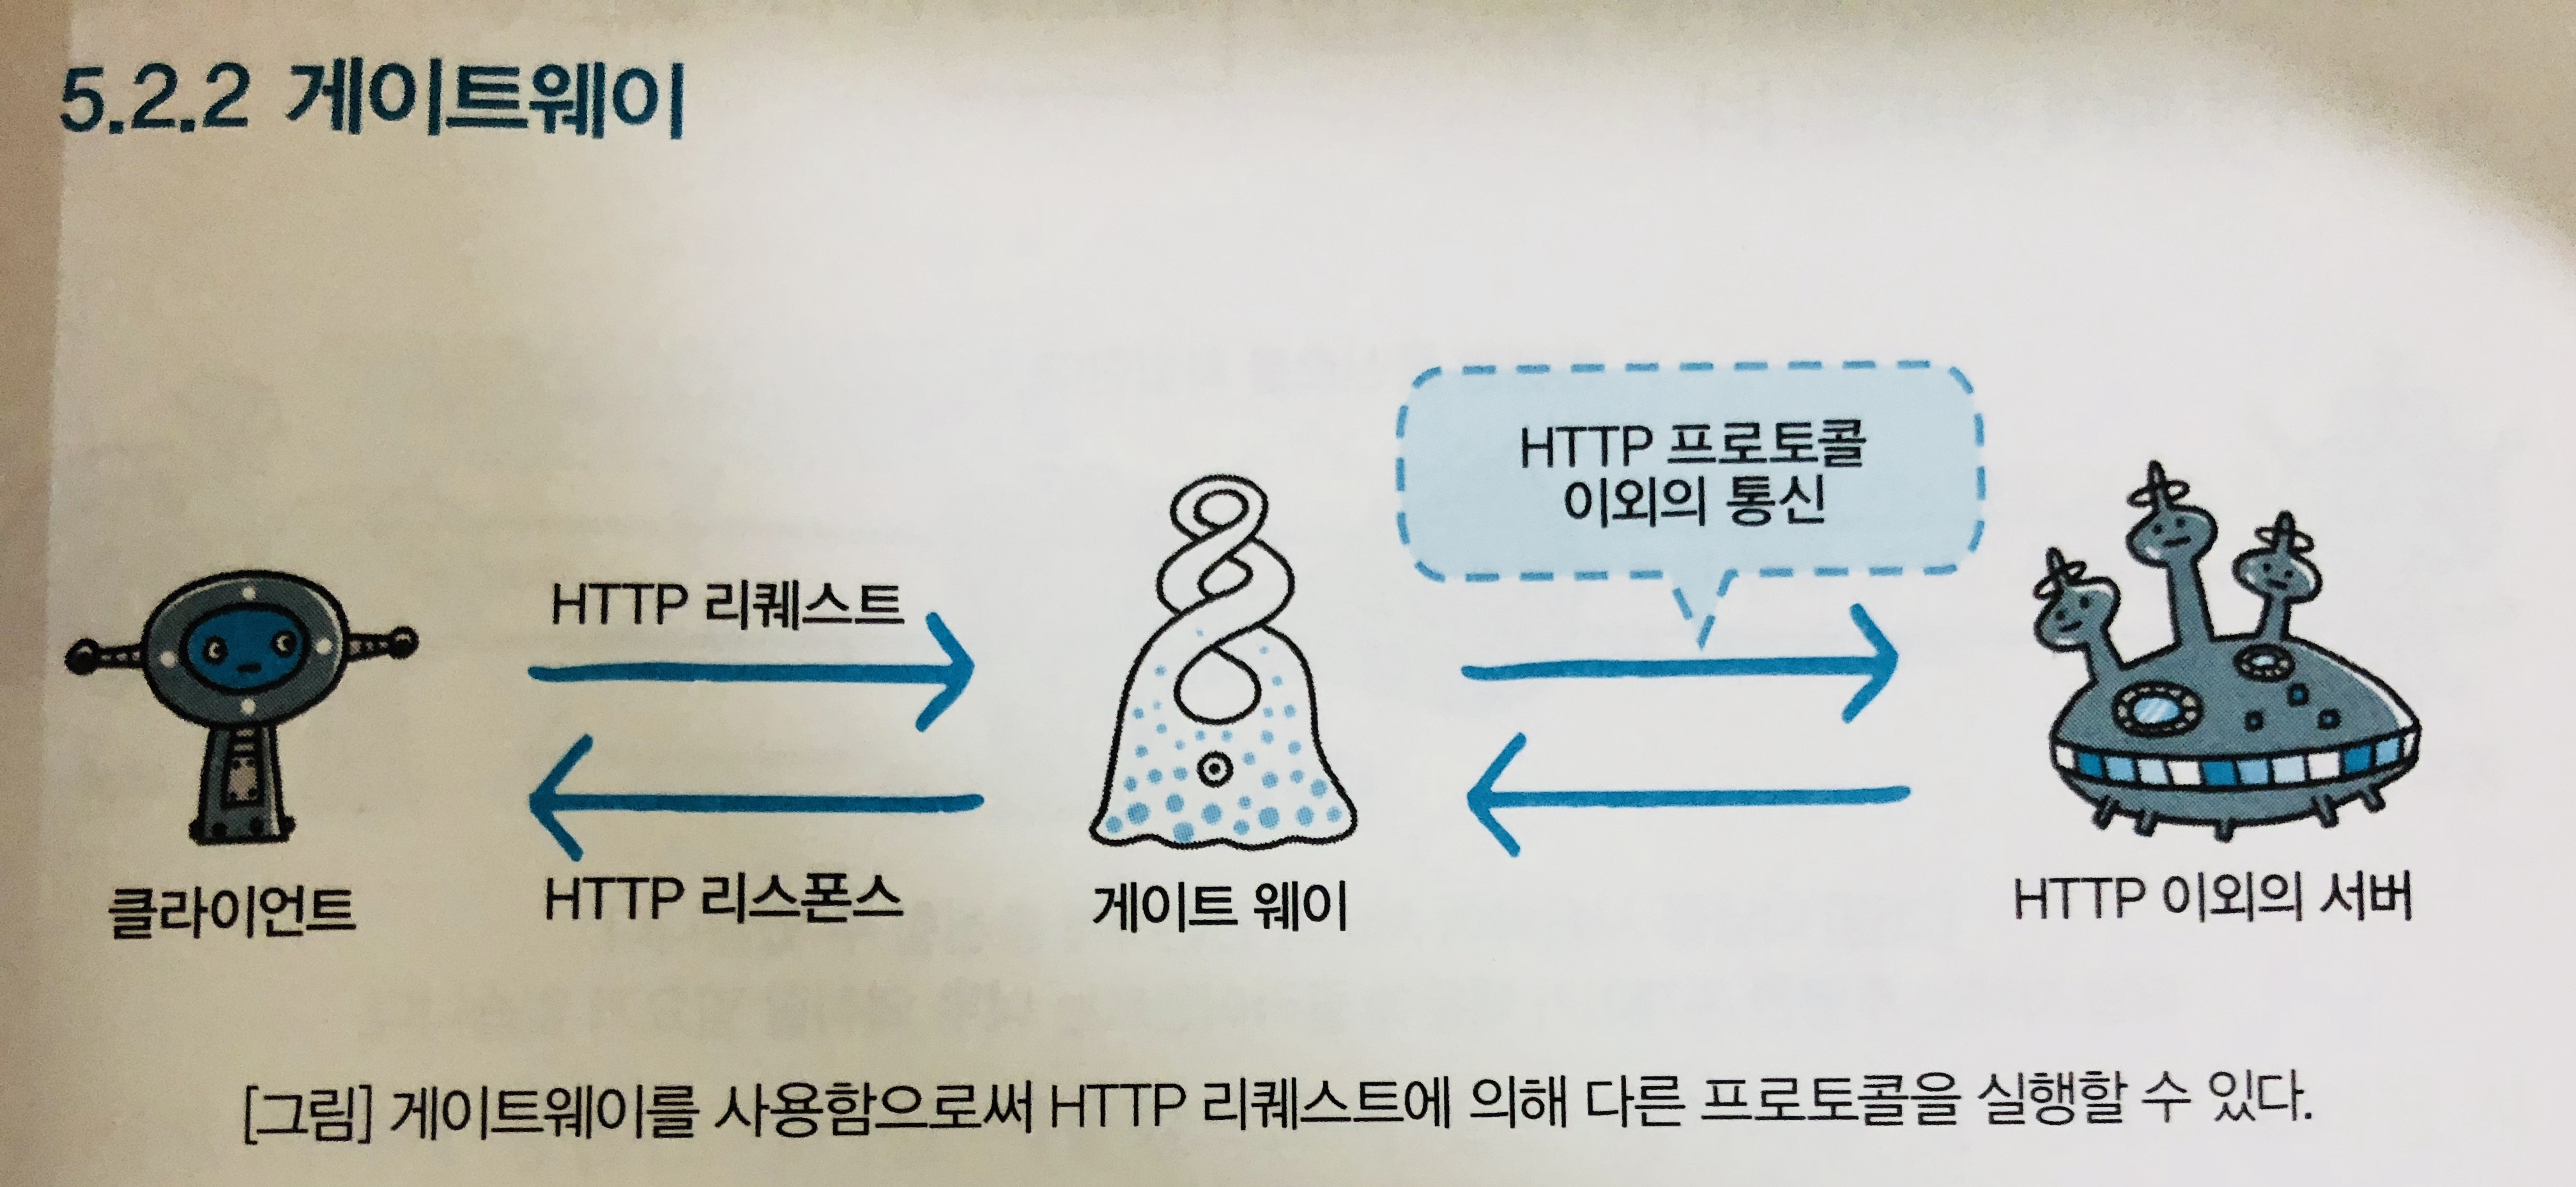 5.2.2 게이트웨이
HTTP 프로토콜
이외의 통신
HTTP 리퀘스트
HTTP 리스폰스
클라이언트
게이트 웨이
HTTP 이외의 서버
[그림] 게이트웨이를 사용함으로써 HTTP 리퀘스트에 의해 다른 프로토콜을 실행할 수 있다.